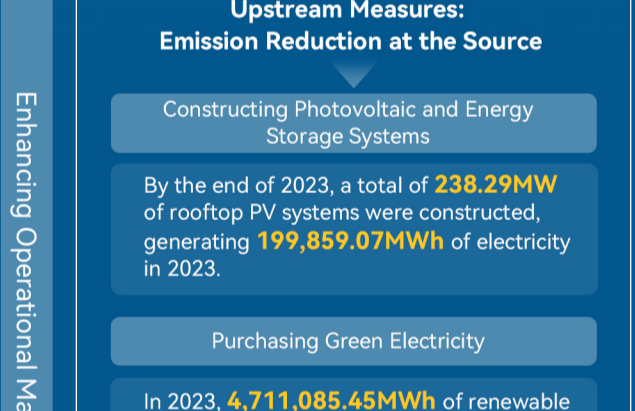 Upstream Measures:
Emission Reduction at the Source
Enhancing Operational Ma
Constructing Photovoltaic and Energy
Storage Systems
By the end of 2023, a total of 238.29MW
of rooftop PV systems were constructed,
generating 199,859.07MWh of electricity
in 2023.
Purchasing Green Electricity
In 2023, 4,711,085.45MWh of renewable